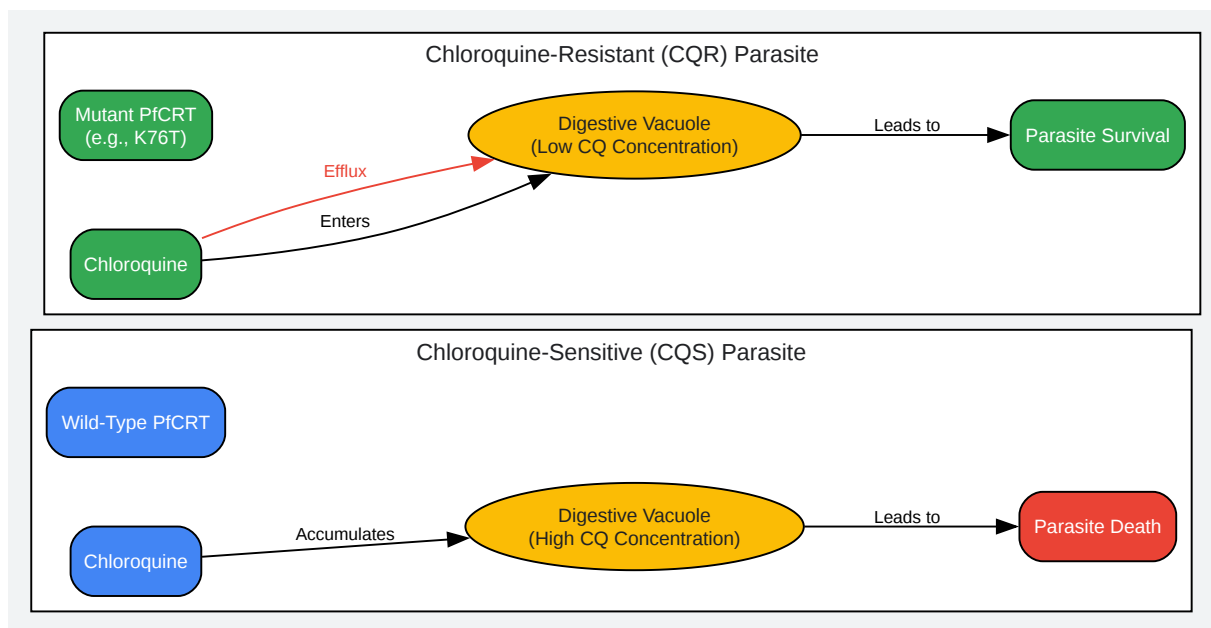 Chloroquine-Resistant (CQR) Parasite
Mutant PfCRT
(e.g., K76T)
Digestive Vacuole
(Low CQ Concentration)
Leads to
Parasite Survival
Efflux
Enters
Chloroquine
Chloroquine-Sensitive (CQS) Parasite
Wild-Type PfCRT
Digestive Vacuole
(High CQ Concentration)
Leads to
Parasite Death
Accumulates
Chloroquine